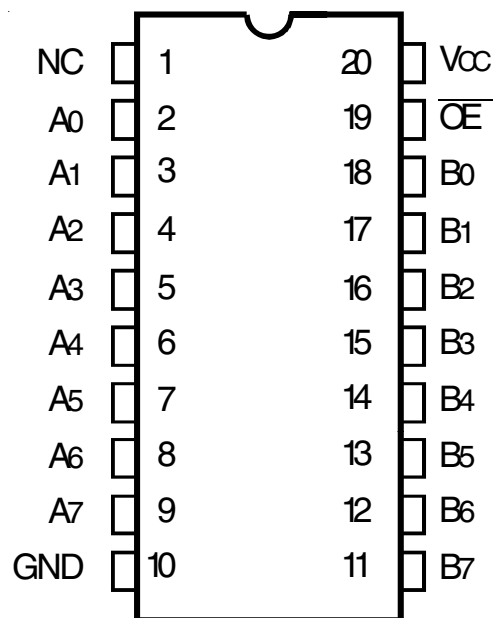 NC 1 20 Vcc
A0 2 19 O̅E̅
A1 3 18 B0
A2 4 17 B1
A3 5 16 B2
A4 6 15 B3
A5 7 14 B4
A6 8 13 B5
A7 9 12 B6
GND 10 11 B7